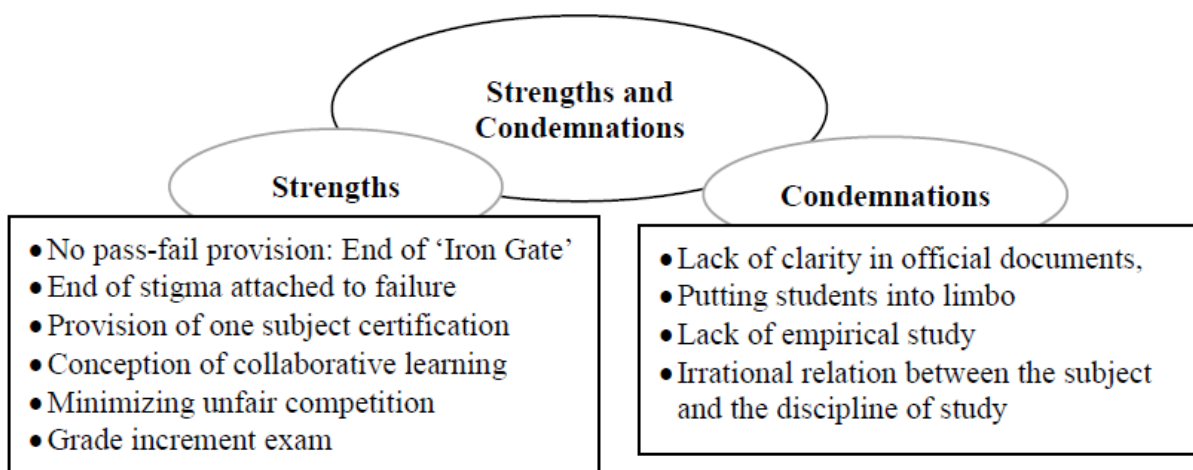 Strengths and
Condemnations
Strengths
• No pass-fail provision: End of ‘Iron Gate’
• End of stigma attached to failure
• Provision of one subject certification
• Conception of collaborative learning
• Minimizing unfair competition
• Grade increment exam
Condemnations
• Lack of clarity in official documents,
• Putting students into limbo
• Lack of empirical study
• Irrational relation between the subject
and the discipline of study